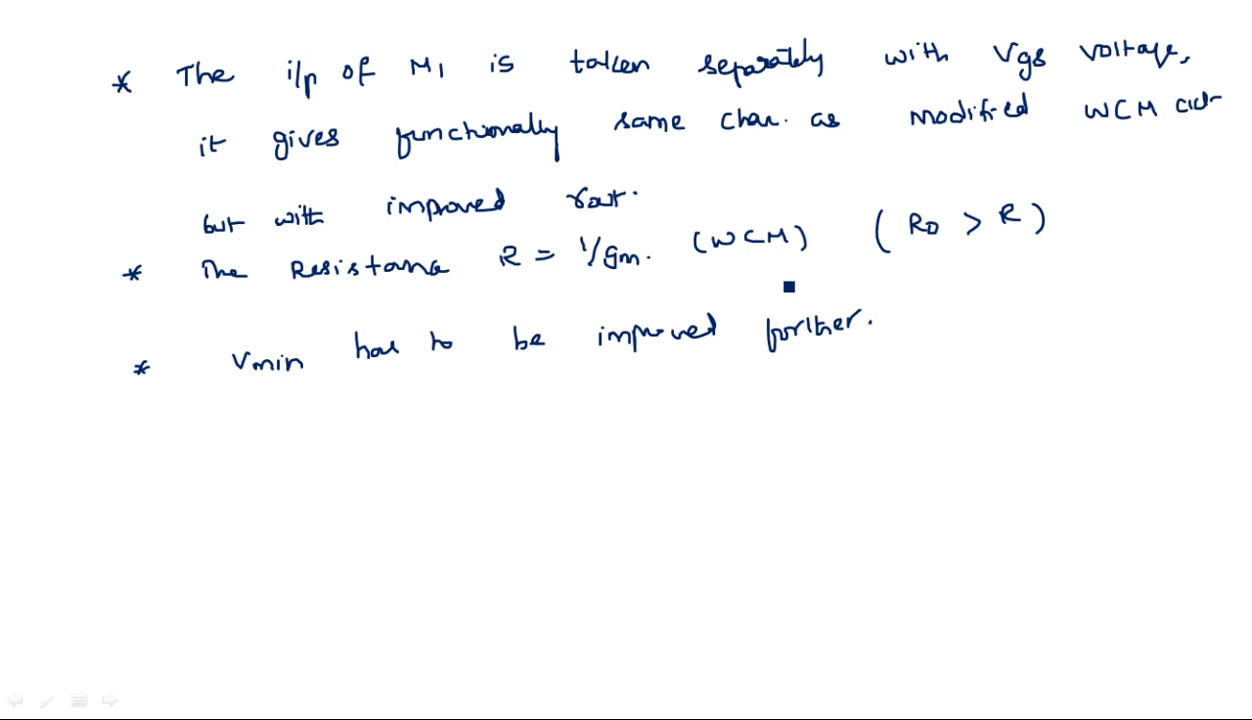 * The i/p of M1 is taken separately with Vgs voltage,
it gives functionally same char. as modified WCM ckt
but with improved rout.
* The Resistance R = 1/gm. (WCM) (RD > R)
* Vmin has to be improved further.